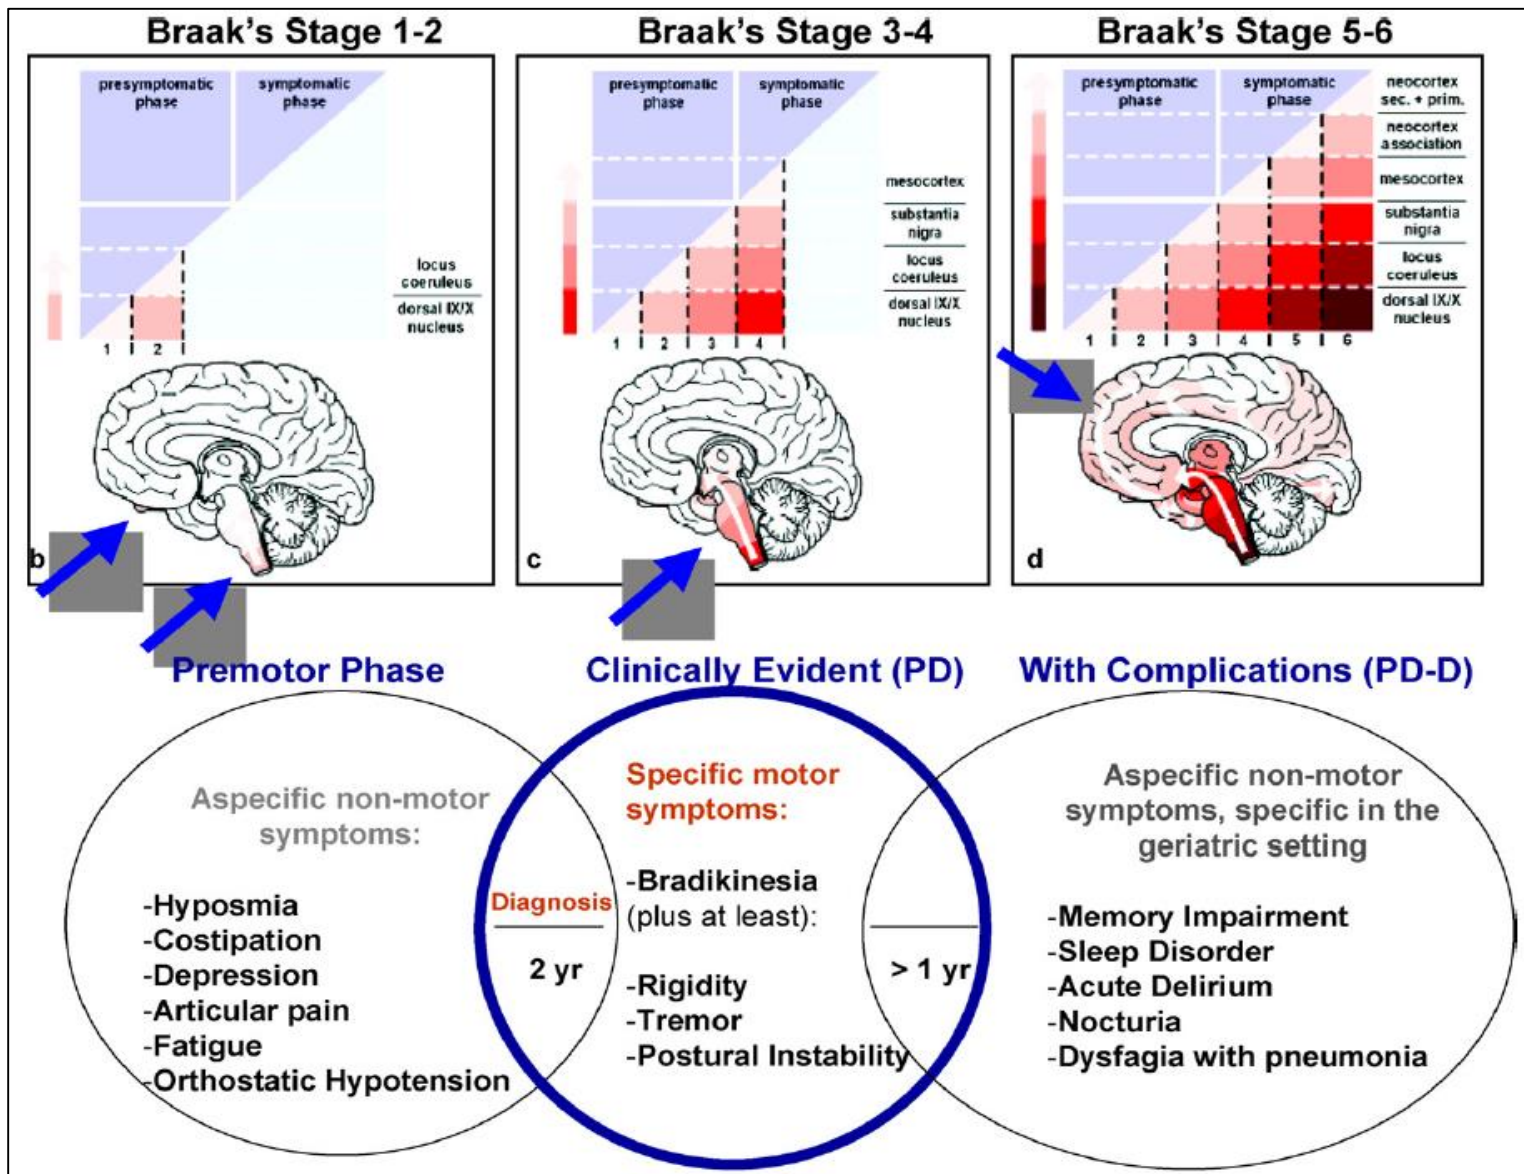 Braak's Stage 1-2
presymptomatic
phase
symptomatic
phase
locus
coeruleus
dorsal IX/X
nucleus
1 2
b
Braak's Stage 3-4
presymptomatic
phase
symptomatic
phase
mesocortex
substantia
nigra
locus
coeruleus
dorsal IX/X
nucleus
1 2 3 4
c
Braak's Stage 5-6
presymptomatic
phase
symptomatic
phase
neocortex
sec. + prim.
neocortex
association
mesocortex
substantia
nigra
locus
coeruleus
dorsal IX/X
nucleus
1 2 3 4 5 6
d
Premotor Phase
Aspecific non-motor
symptoms:
-Hyposmia
-Costipation
-Depression
-Articular pain
-Fatigue
-Orthostatic Hypotension
Diagnosis
2 yr
Clinically Evident (PD)
Specific motor
symptoms:
-Bradikinesia
(plus at least):
-Rigidity
-Tremor
-Postural Instability
> 1 yr
With Complications (PD-D)
Aspecific non-motor
symptoms, specific in the
geriatric setting
-Memory Impairment
-Sleep Disorder
-Acute Delirium
-Nocturia
-Dysfagia with pneumonia